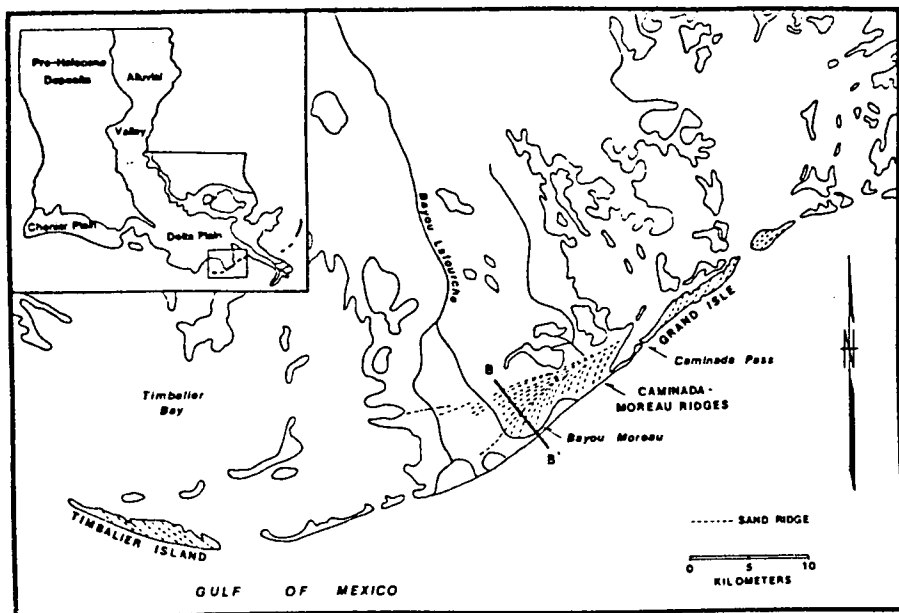 Pre-Holocene
Deposits
Alluvial
Valley
Chenier Plain
Delta Plain
Bayou Lafourche
Timbalier
Bay
TIMBALIER ISLAND
GULF OF MEXICO
B
B'
GRAND ISLE
Caminada Pass
CAMINADA-
MOREAU RIDGES
Bayou Moreau
N
SAND RIDGE
0 5 10
KILOMETERS